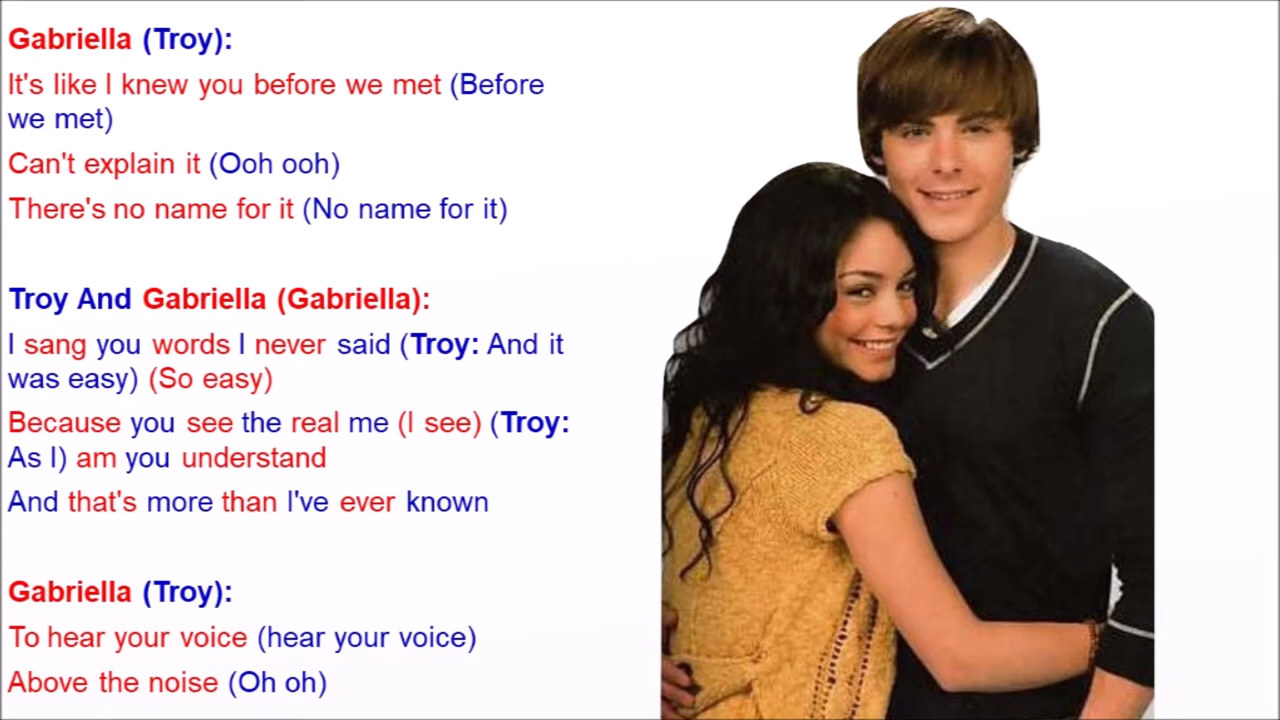 Gabriella (Troy):
It's like I knew you before we met (Before
we met)
Can't explain it (Ooh ooh)
There's no name for it (No name for it)
Troy And Gabriella (Gabriella):
I sang you words I never said (Troy: And it
was easy) (So easy)
Because you see the real me (I see) (Troy:
As I) am you understand
And that's more than I've ever known
Gabriella (Troy):
To hear your voice (hear your voice)
Above the noise (Oh oh)